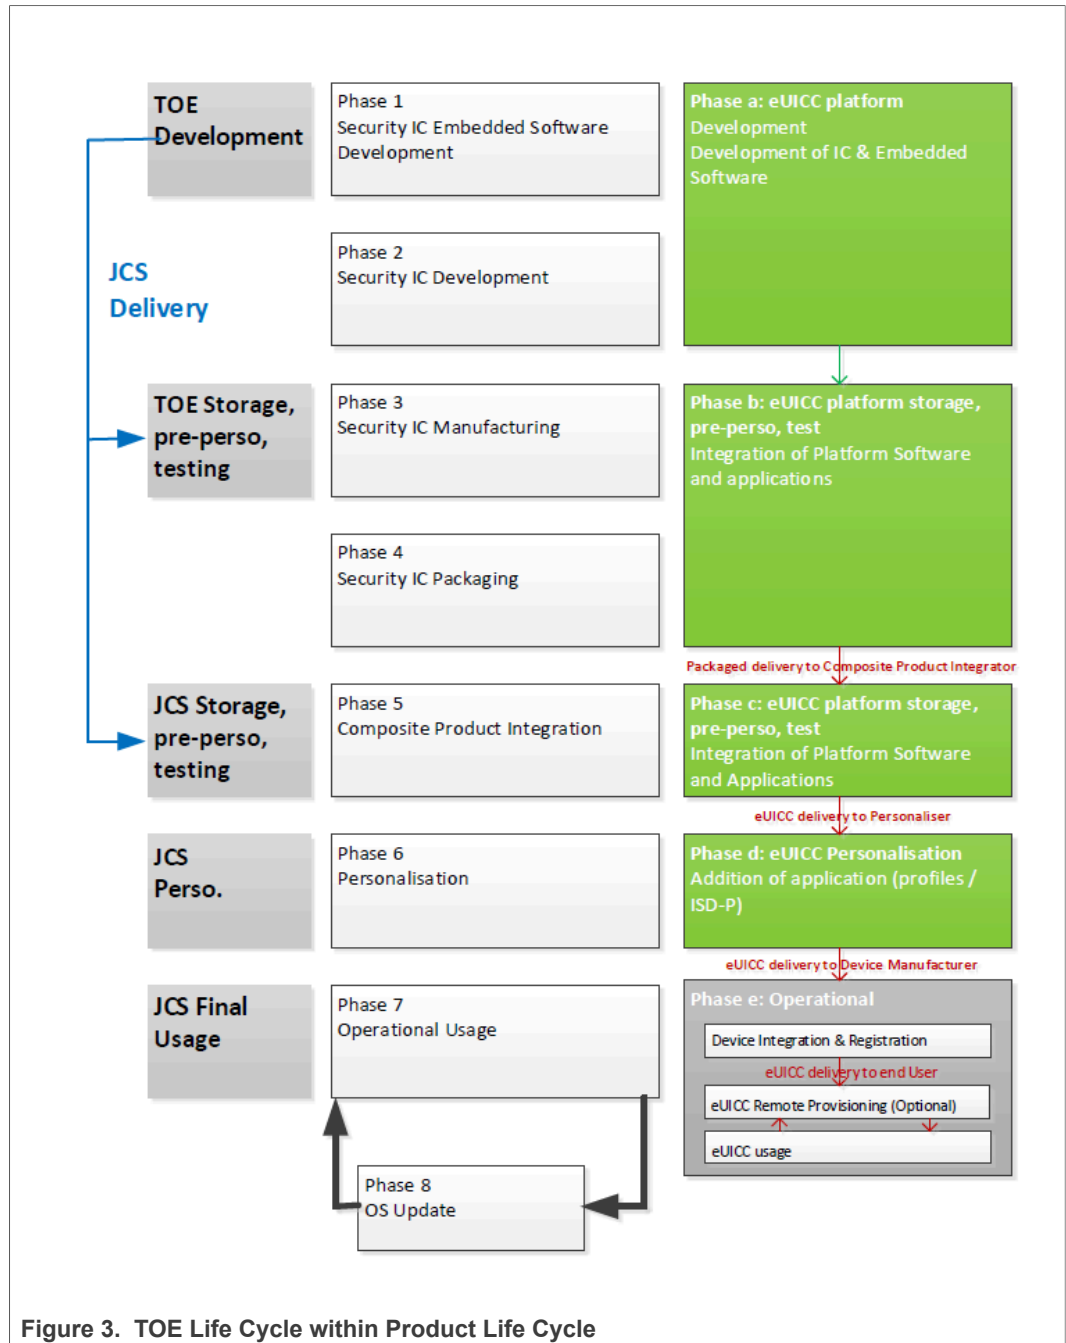 TOE
Development
Phase 1
Security IC Embedded Software
Development
Phase a: eUICC platform
Development
Development of IC & Embedded
Software
JCS
Delivery
Phase 2
Security IC Development
TOE Storage,
pre-perso,
testing
Phase 3
Security IC Manufacturing
Phase b: eUICC platform storage,
pre-perso, test
Integration of Platform Software
and applications
Phase 4
Security IC Packaging
Packaged delivery to Composite Product Integrator
JCS Storage,
pre-perso,
testing
Phase 5
Composite Product Integration
Phase c: eUICC platform storage,
pre-perso, test
Integration of Platform Software
and Applications
eUICC delivery to Personaliser
JCS
Perso.
Phase 6
Personalisation
Phase d: eUICC Personalisation
Addition of application (profiles /
ISD-P)
eUICC delivery to Device Manufacturer
JCS Final
Usage
Phase 7
Operational Usage
Phase e: Operational
Device Integration & Registration
eUICC delivery to end User
eUICC Remote Provisioning (Optional)
eUICC usage
Phase 8
OS Update
Figure 3. TOE Life Cycle within Product Life Cycle